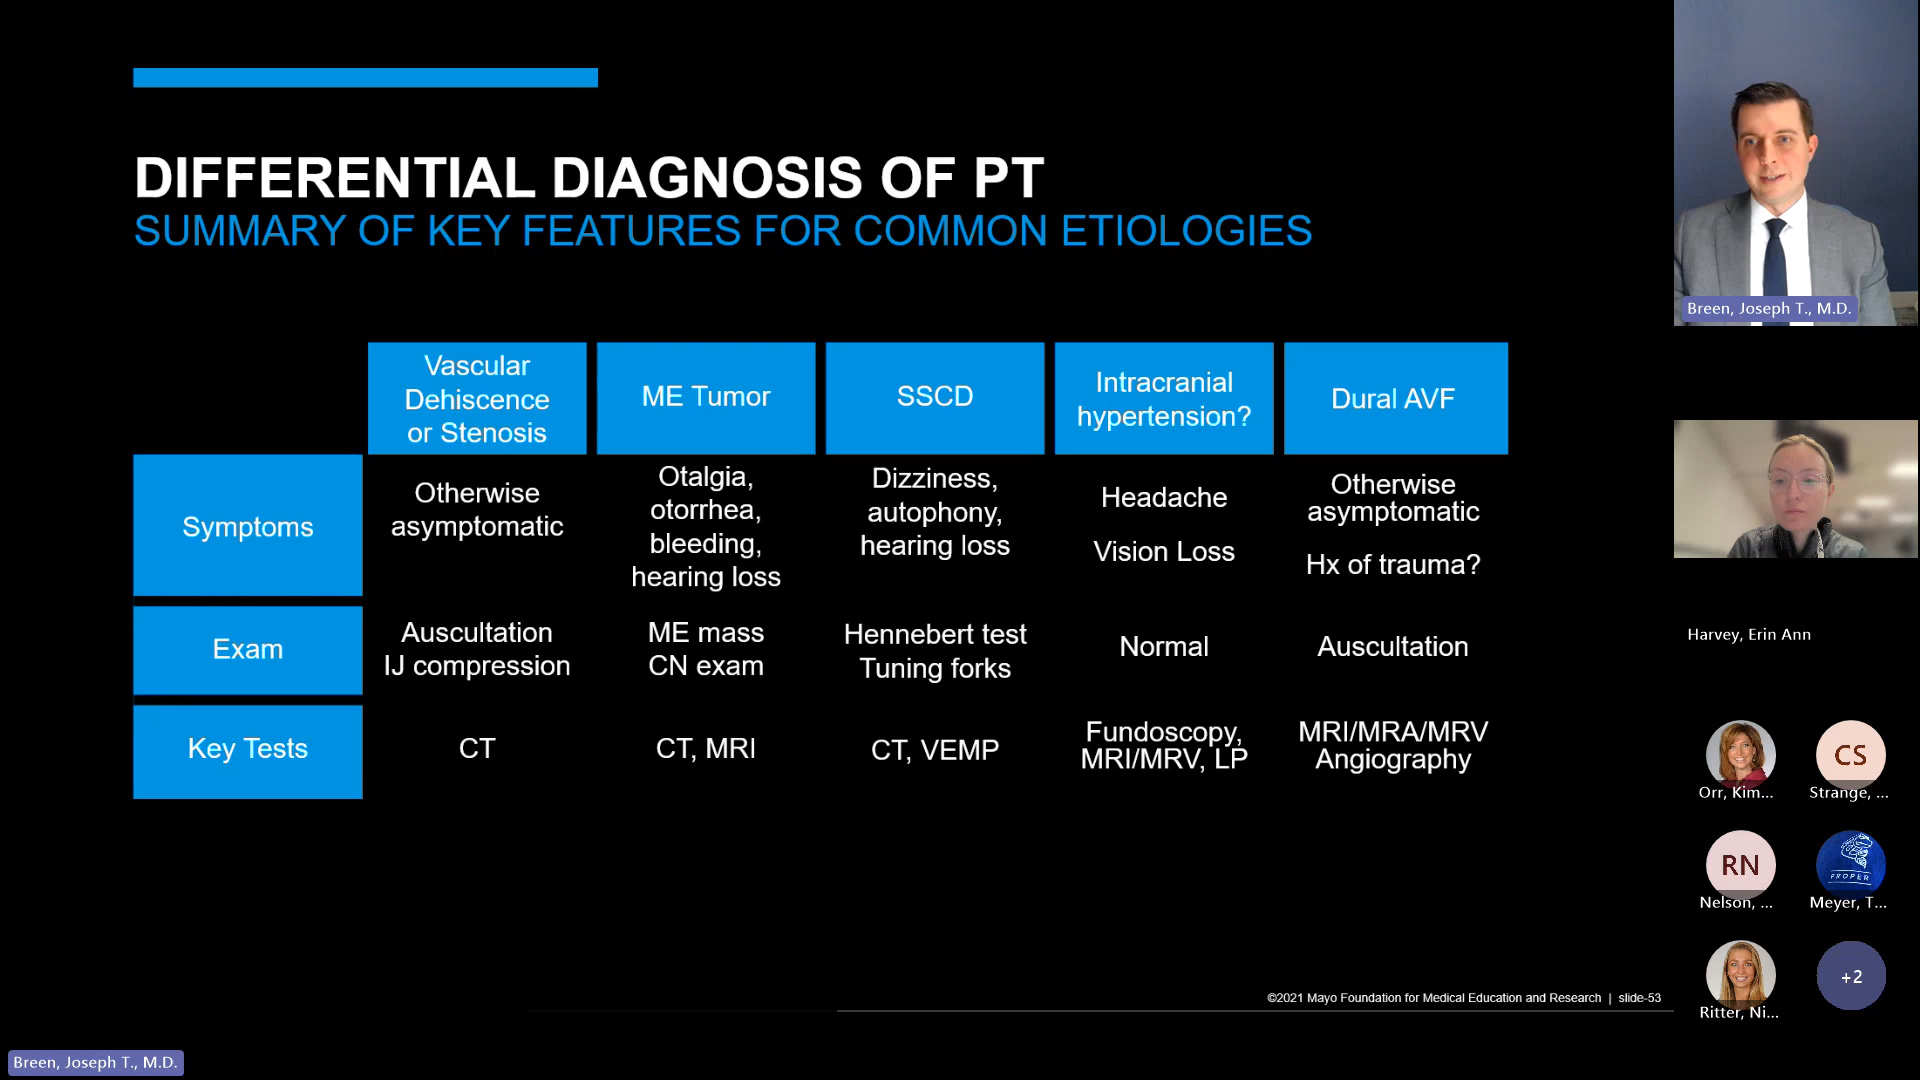 DIFFERENTIAL DIAGNOSIS OF PT
SUMMARY OF KEY FEATURES FOR COMMON ETIOLOGIES
Vascular
Dehiscence
or Stenosis
ME Tumor
SSCD
Intracranial
hypertension?
Dural AVF
Symptoms
Otherwise
asymptomatic
Otalgia,
otorrhea,
bleeding,
hearing loss
Dizziness,
autophony,
hearing loss
Headache
Vision Loss
Otherwise
asymptomatic
Hx of trauma?
Exam
Auscultation
IJ compression
ME mass
CN exam
Hennebert test
Tuning forks
Normal
Auscultation
Key Tests
CT
CT, MRI
CT, VEMP
Fundoscopy,
MRI/MRV, LP
MRI/MRA/MRV
Angiography
©2021 Mayo Foundation for Medical Education and Research | slide-53
Breen, Joseph T., M.D.
Breen, Joseph T., M.D.
Harvey, Erin Ann
Orr, Kim...
CS
Strange, ...
RN
Nelson, ...
PROPER
Meyer, T...
Ritter, Ni...
+2